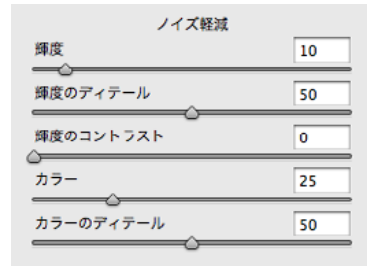 ノイズ軽減
輝度 10
輝度のディテール 50
輝度のコントラスト 0
カラー 25
カラーのディテール 50